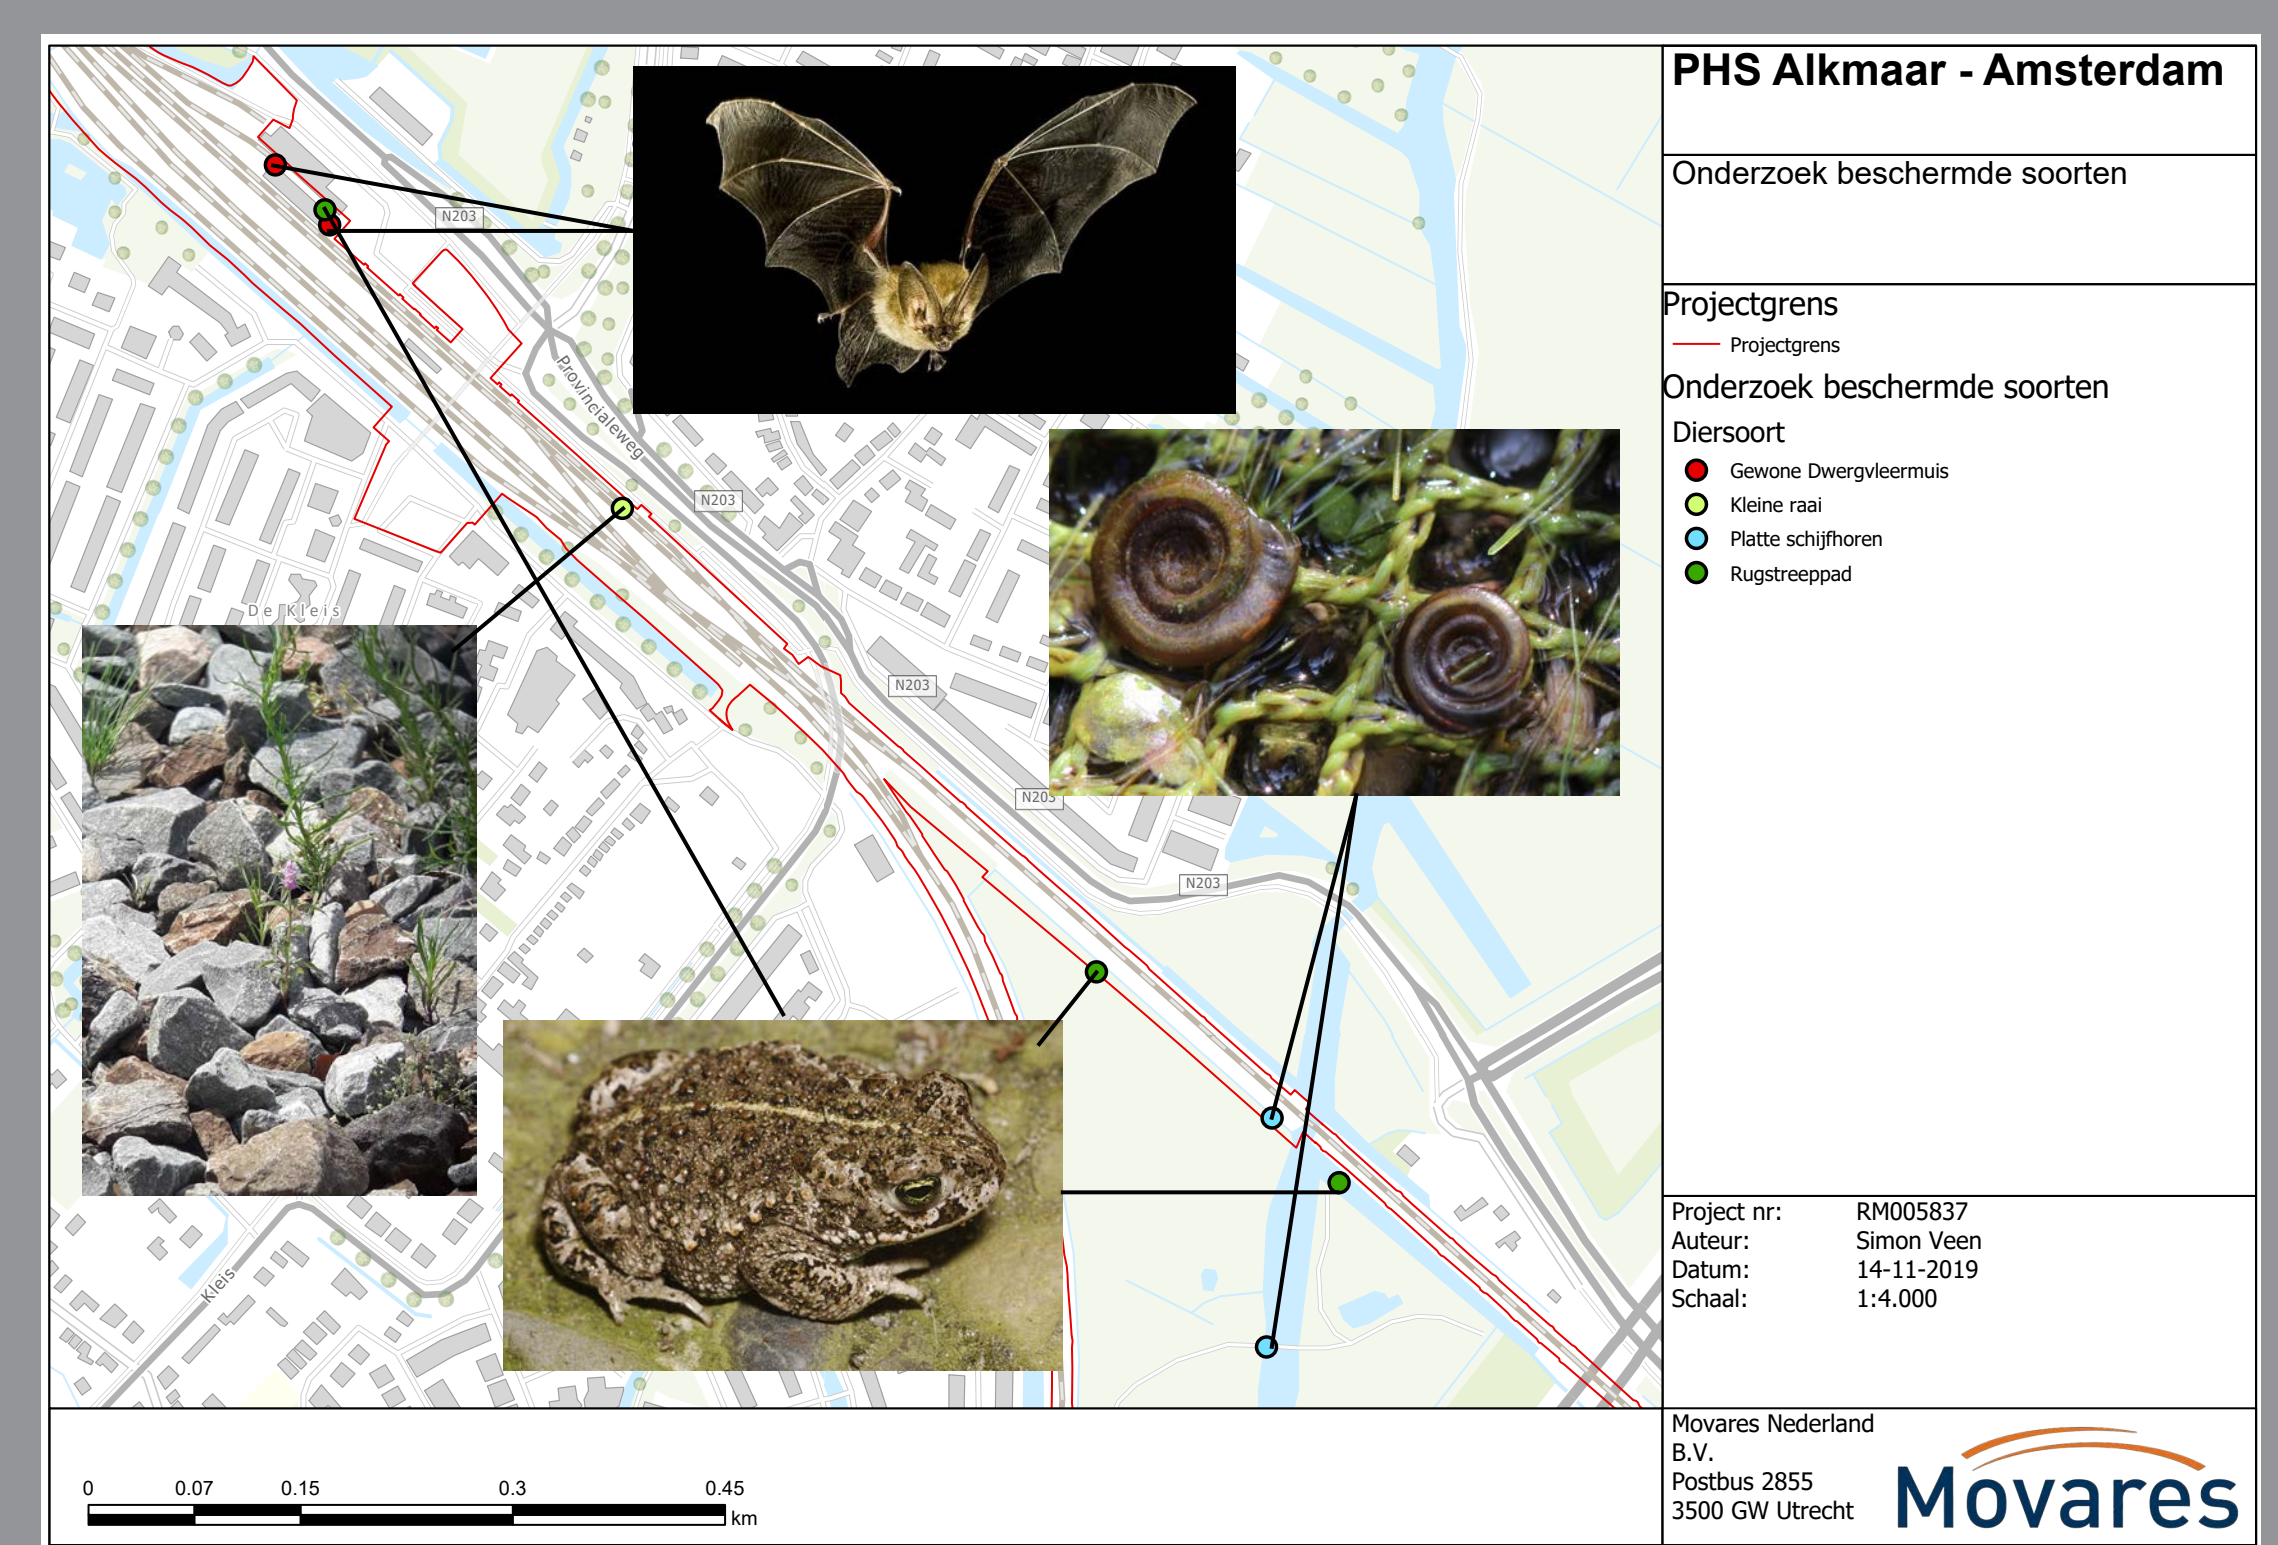 PHS Alkmaar - Amsterdam
Onderzoek beschermde soorten
Projectgrens
Projectgrens
Onderzoek beschermde soorten
Diersoort
Gewone Dwergvleermuis
Kleine raai
Platte schijfhoren
Rugstreeppad
N203
Provincialeweg
N203
De Kleis
N203
N203
N203
Kleis
Project nr: RM005837
Auteur: Simon Veen
Datum: 14-11-2019
Schaal: 1:4.000
Movares Nederland
B.V.
Postbus 2855
3500 GW Utrecht
Movares
0 0.07 0.15 0.3 0.45
km